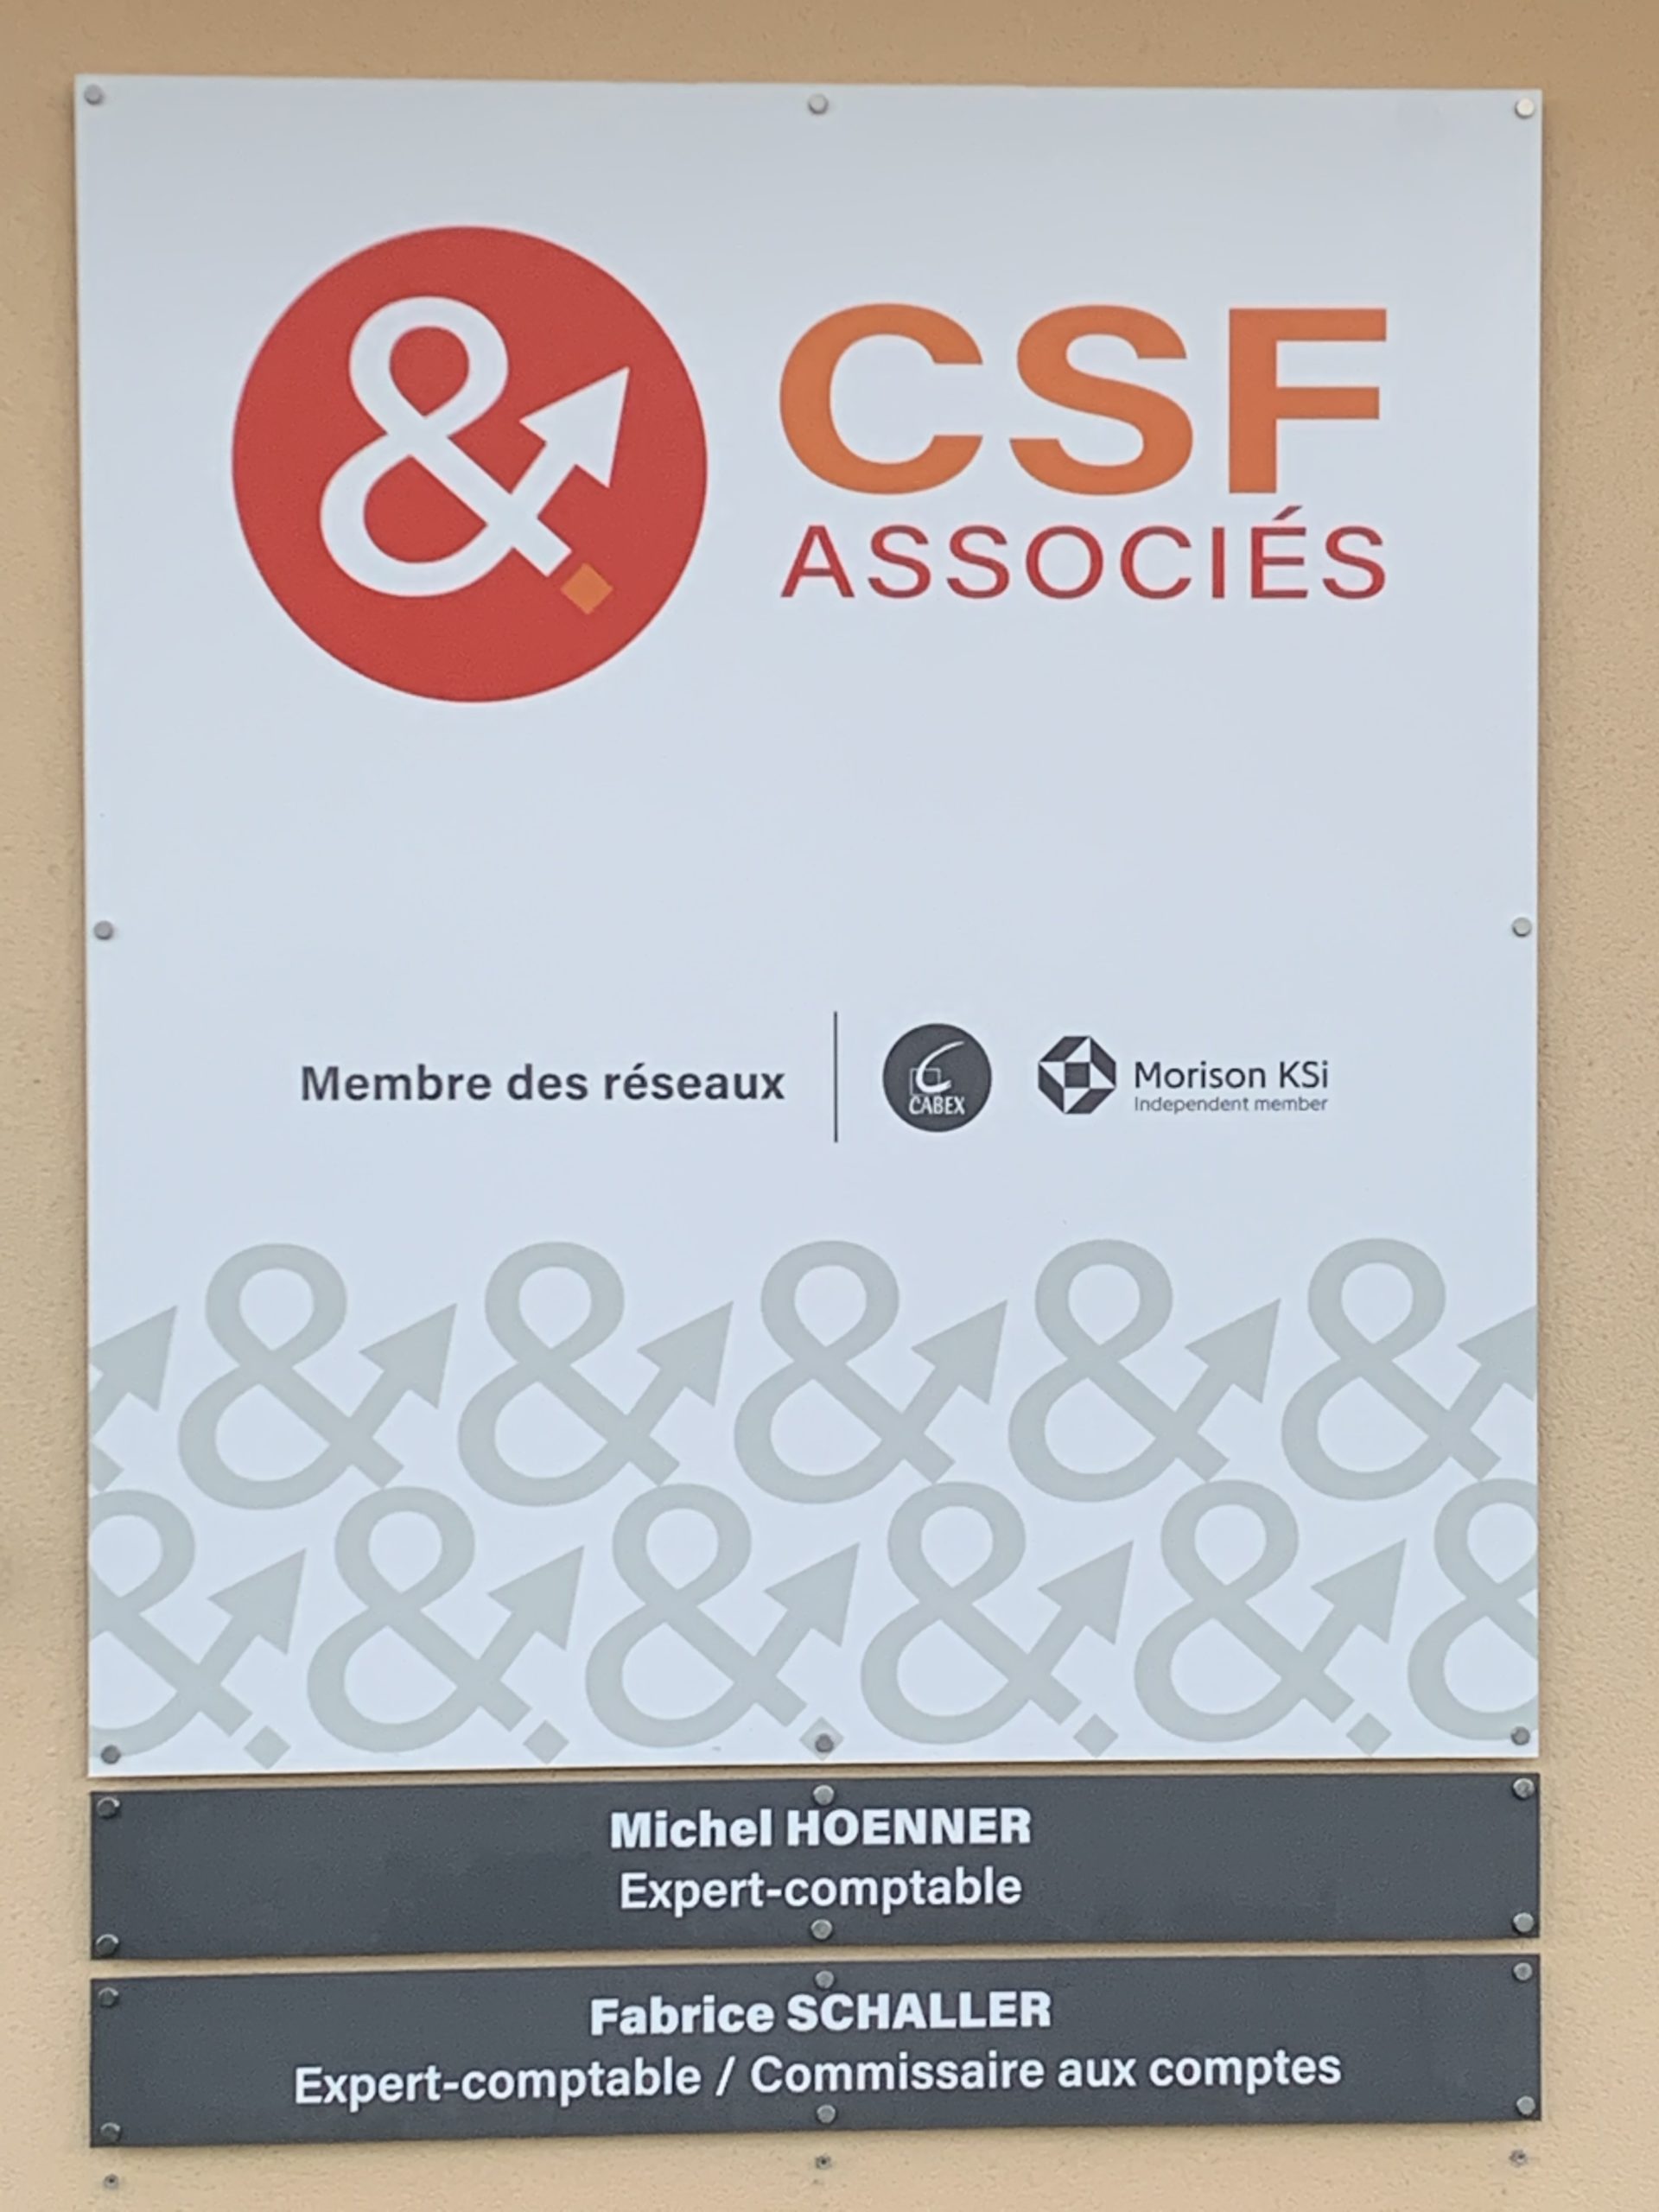 &
CSF
ASSOCIÉS
Membre des réseaux
CABEX
Morison KSi
Independent member
Michel HOENNER
Expert-comptable
Fabrice SCHALLER
Expert-comptable / Commissaire aux comptes